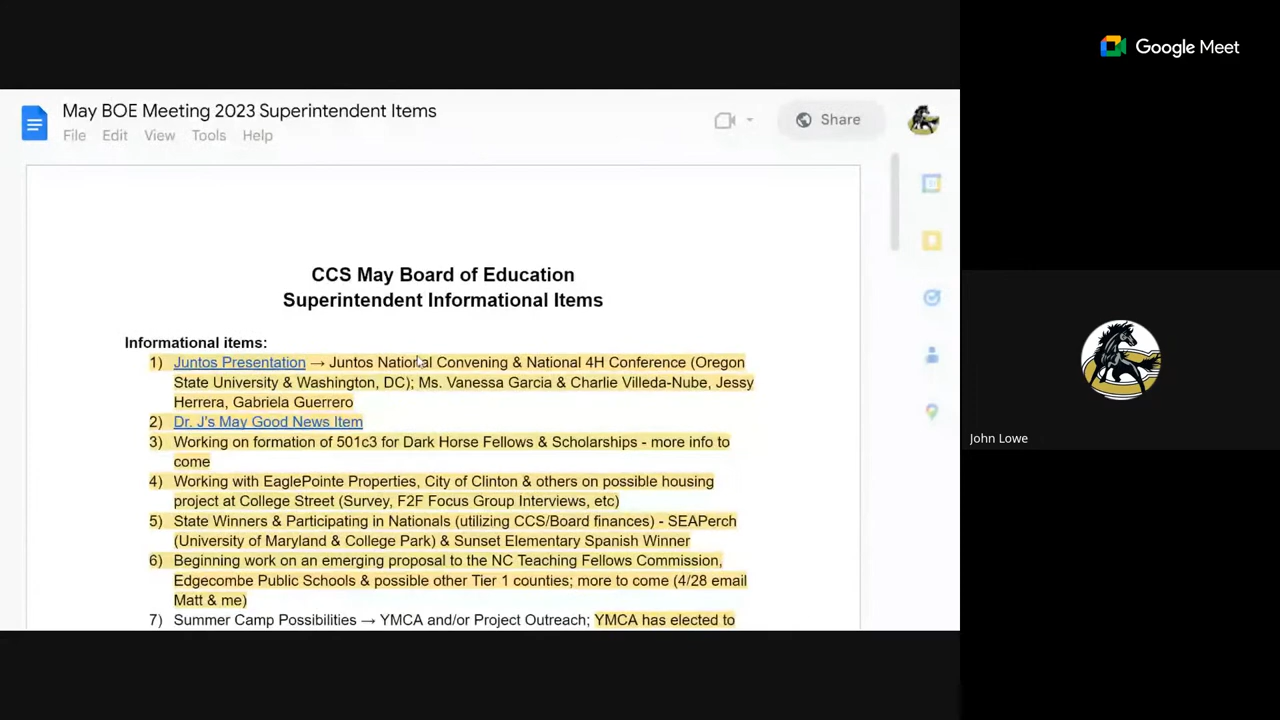 Google Meet
May BOE Meeting 2023 Superintendent Items
File Edit View Tools Help
Share
CCS May Board of Education
Superintendent Informational Items
Informational items:
1) Juntos Presentation → Juntos National Convening & National 4H Conference (Oregon
State University & Washington, DC); Ms. Vanessa Garcia & Charlie Villeda-Nube, Jessy
Herrera, Gabriela Guerrero
2) Dr. J's May Good News Item
3) Working on formation of 501c3 for Dark Horse Fellows & Scholarships - more info to
come
4) Working with EaglePointe Properties, City of Clinton & others on possible housing
project at College Street (Survey, F2F Focus Group Interviews, etc)
5) State Winners & Participating in Nationals (utilizing CCS/Board finances) - SEAPerch
(University of Maryland & College Park) & Sunset Elementary Spanish Winner
6) Beginning work on an emerging proposal to the NC Teaching Fellows Commission,
Edgecombe Public Schools & possible other Tier 1 counties; more to come (4/28 email
Matt & me)
7) Summer Camp Possibilities → YMCA and/or Project Outreach; YMCA has elected to
John Lowe